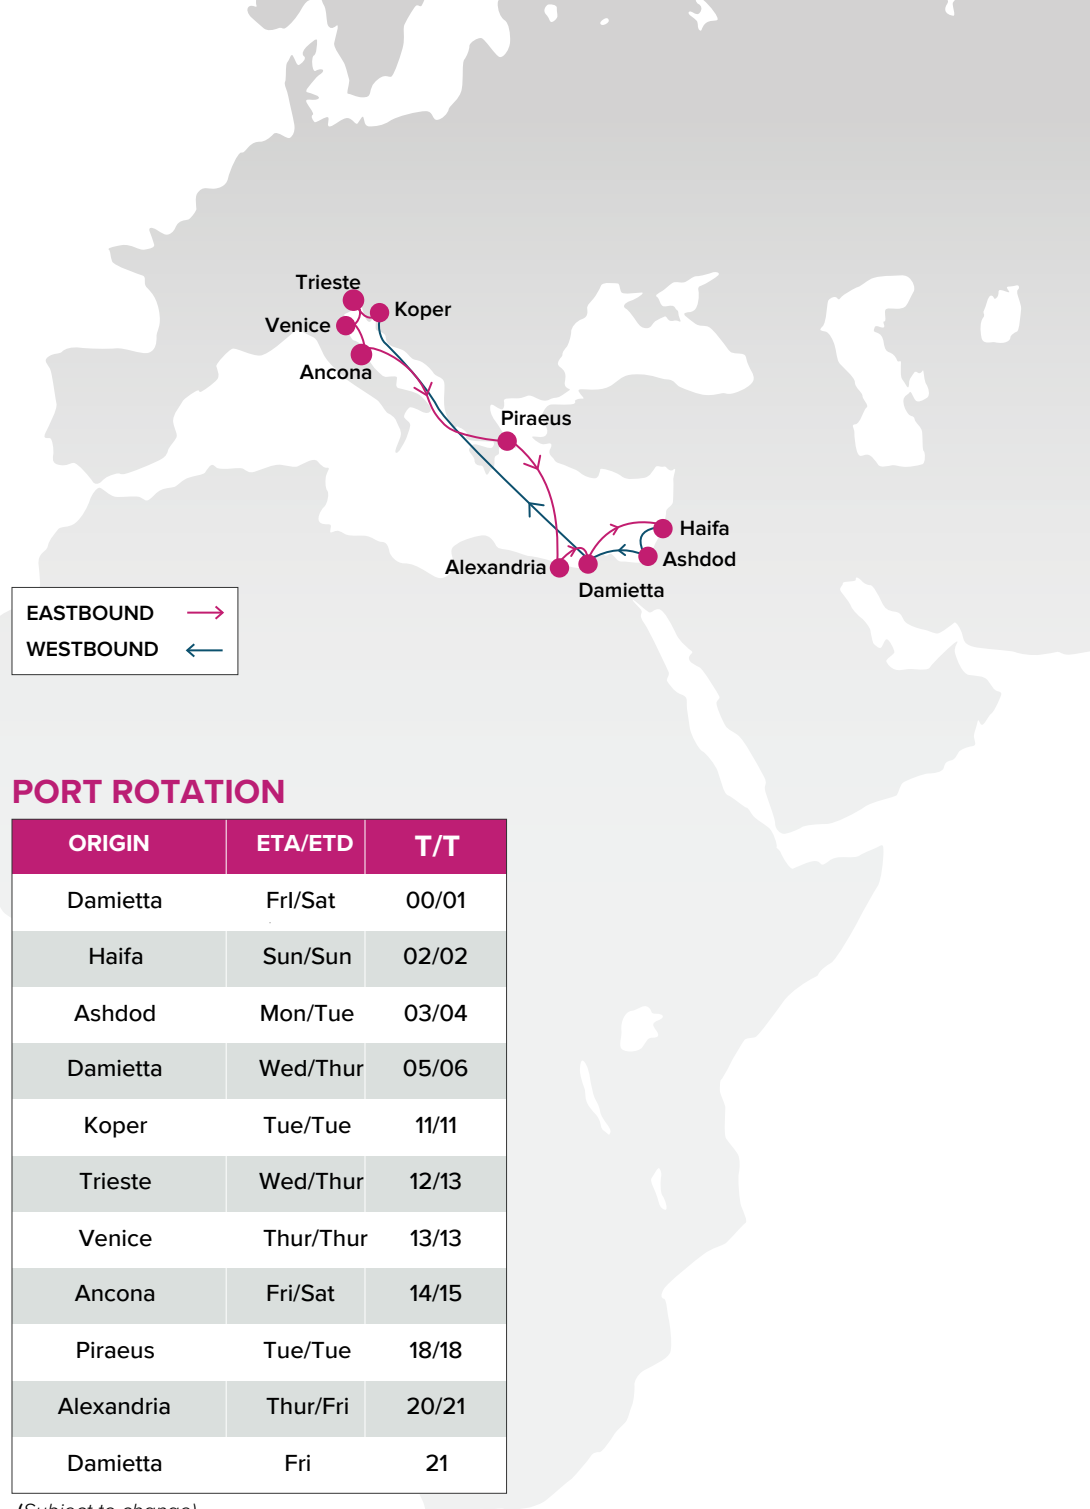 Trieste
Koper
Venice
Ancona
Piraeus
Haifa
Ashdod
Alexandria
Damietta
EASTBOUND
WESTBOUND
PORT ROTATION
ORIGIN ETA/ETD T/T
Damietta FrI/Sat 00/01
Haifa Sun/Sun 02/02
Ashdod Mon/Tue 03/04
Damietta Wed/Thur 05/06
Koper Tue/Tue 11/11
Trieste Wed/Thur 12/13
Venice Thur/Thur 13/13
Ancona Fri/Sat 14/15
Piraeus Tue/Tue 18/18
Alexandria Thur/Fri 20/21
Damietta Fri 21
(Subject to change)